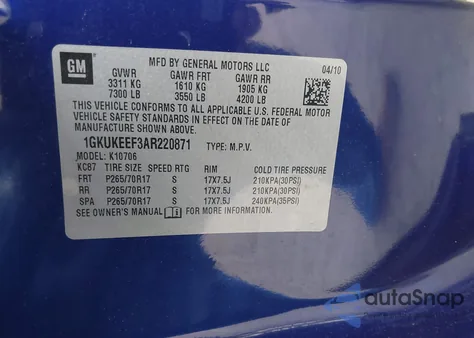 GM
MFD BY GENERAL MOTORS LLC
04/10
GVWR GAWR FRT GAWR RR
3311 KG 1610 KG 1905 KG
7300 LB 3550 LB 4200 LB
THIS VEHICLE CONFORMS TO ALL APPLICABLE U.S. FEDERAL MOTOR
VEHICLE SAFETY STANDARDS IN EFFECT ON THE DATE OF
MANUFACTURE SHOWN ABOVE.
1GKUKEEF3AR220871 TYPE: M.P.V.
MODEL: K10706
KC87 TIRE SIZE SPEED RTG RIM COLD TIRE PRESSURE
FRT P265/70R17 S 17X7.5J 210KPA(30PSI)
RR P265/70R17 S 17X7.5J 210KPA(30PSI)
SPA P265/70R17 S 17X7.5J 240KPA(35PSI)
SEE OWNER'S MANUAL FOR MORE INFORMATION.
autoSnap